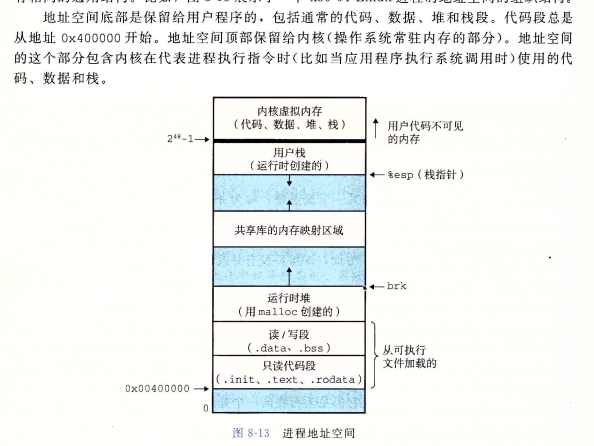 地址空间底部是保留给用户程序的，包括通常的代码、数据、堆和栈段。代码段总是
从地址 0x400000 开始。地址空间顶部保留给内核(操作系统常驻内存的部分)。地址空间
的这个部分包含内核在代表进程执行指令时(比如当应用程序执行系统调用时)使用的代
码、数据和栈。
内核虚拟内存
(代码、数据、堆、栈)
用户代码不可见
的内存
2⁴⁸-1
用户栈
(运行时创建的)
%esp (栈指针)
共享库的内存映射区域
brk
运行时堆
(用 malloc 创建的)
读/写段
(.data、.bss)
从可执行
文件加载的
只读代码段
(.init、.text、.rodata)
0x00400000
0
图 8-13 进程地址空间